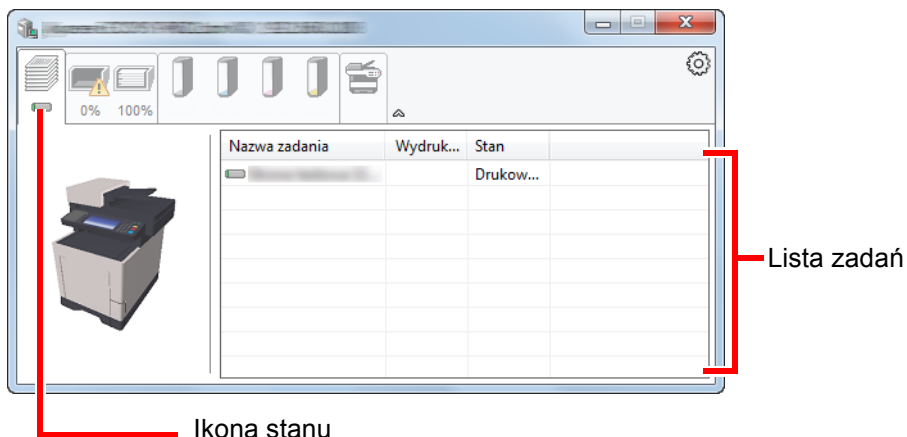 0% 100%
Nazwa zadania Wydruk... Stan
Drukow...
Lista zadań
Ikona stanu